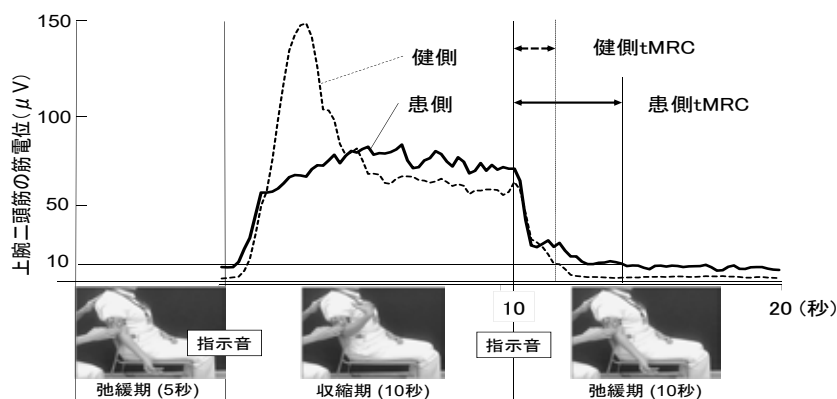 上腕二頭筋の筋電位(μV)
150
100
50
10
健側
患側
健側tMRC
患側tMRC
10
20 (秒)
指示音
指示音
弛緩期 (5秒)
収縮期 (10秒)
弛緩期 (10秒)